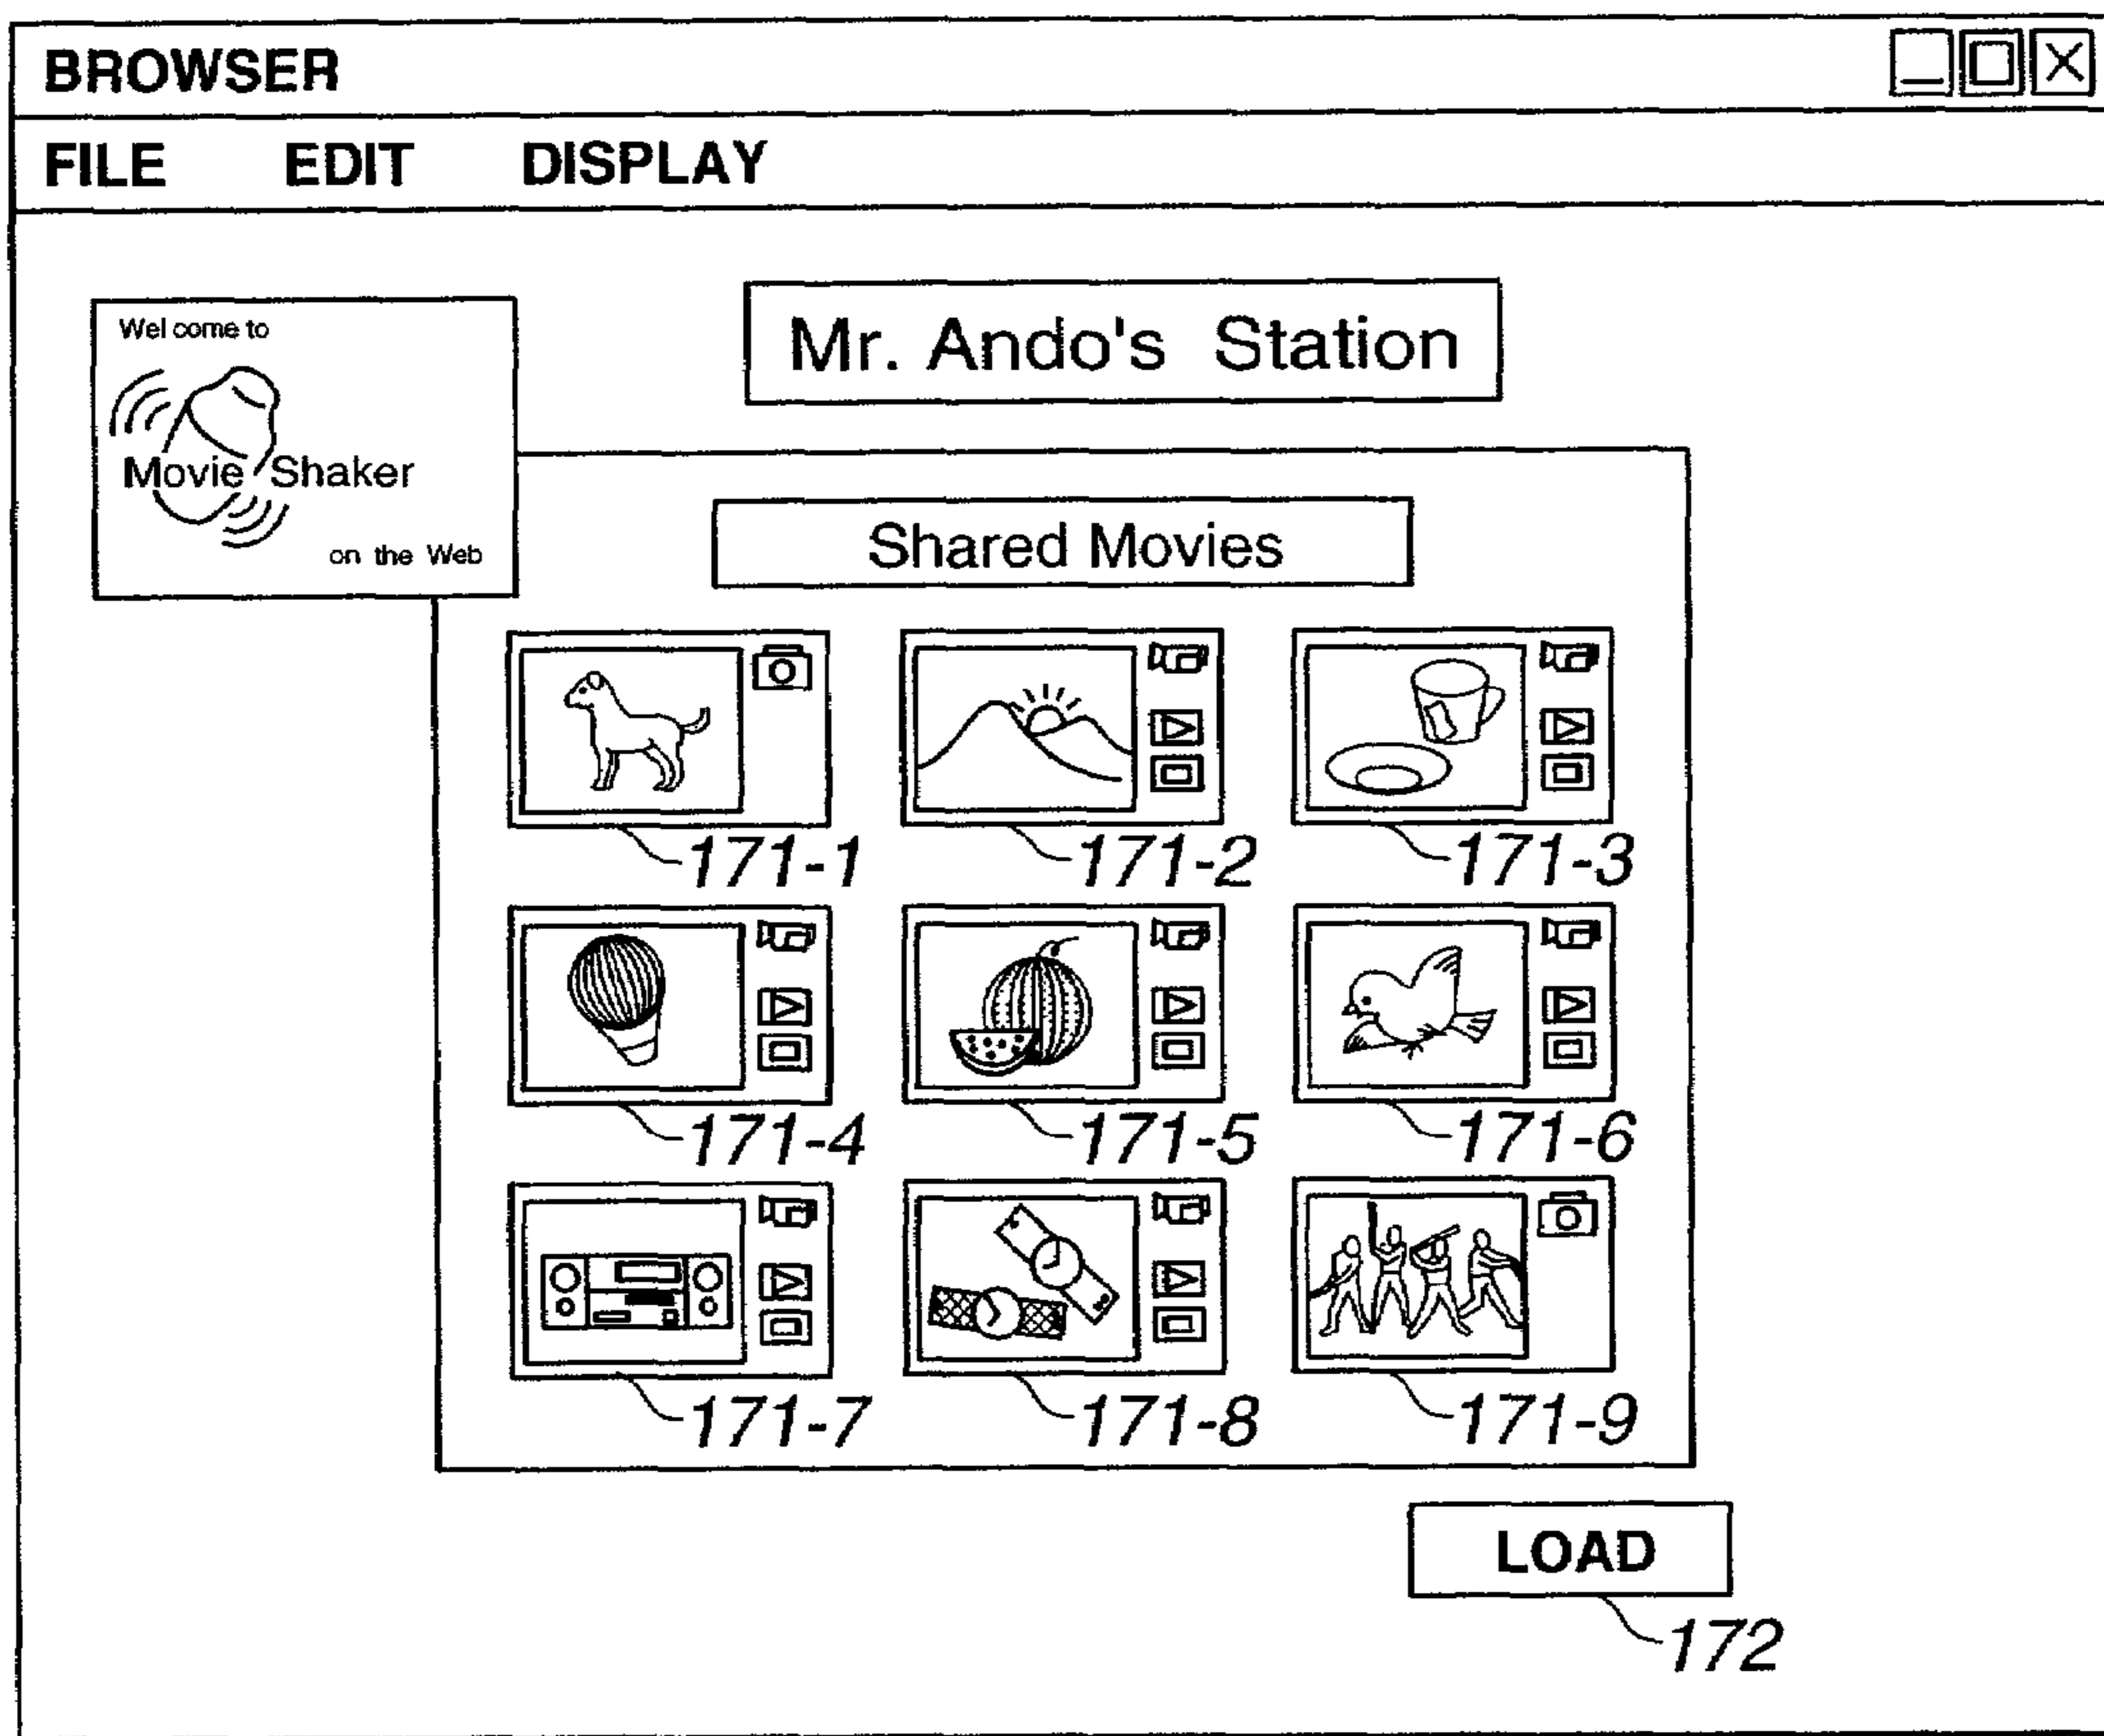 BROWSER
FILE EDIT DISPLAY
Wel come to
Movie Shaker
on the Web
Mr. Ando's Station
Shared Movies
171-1 171-2 171-3
171-4 171-5 171-6
171-7 171-8 171-9
LOAD
172